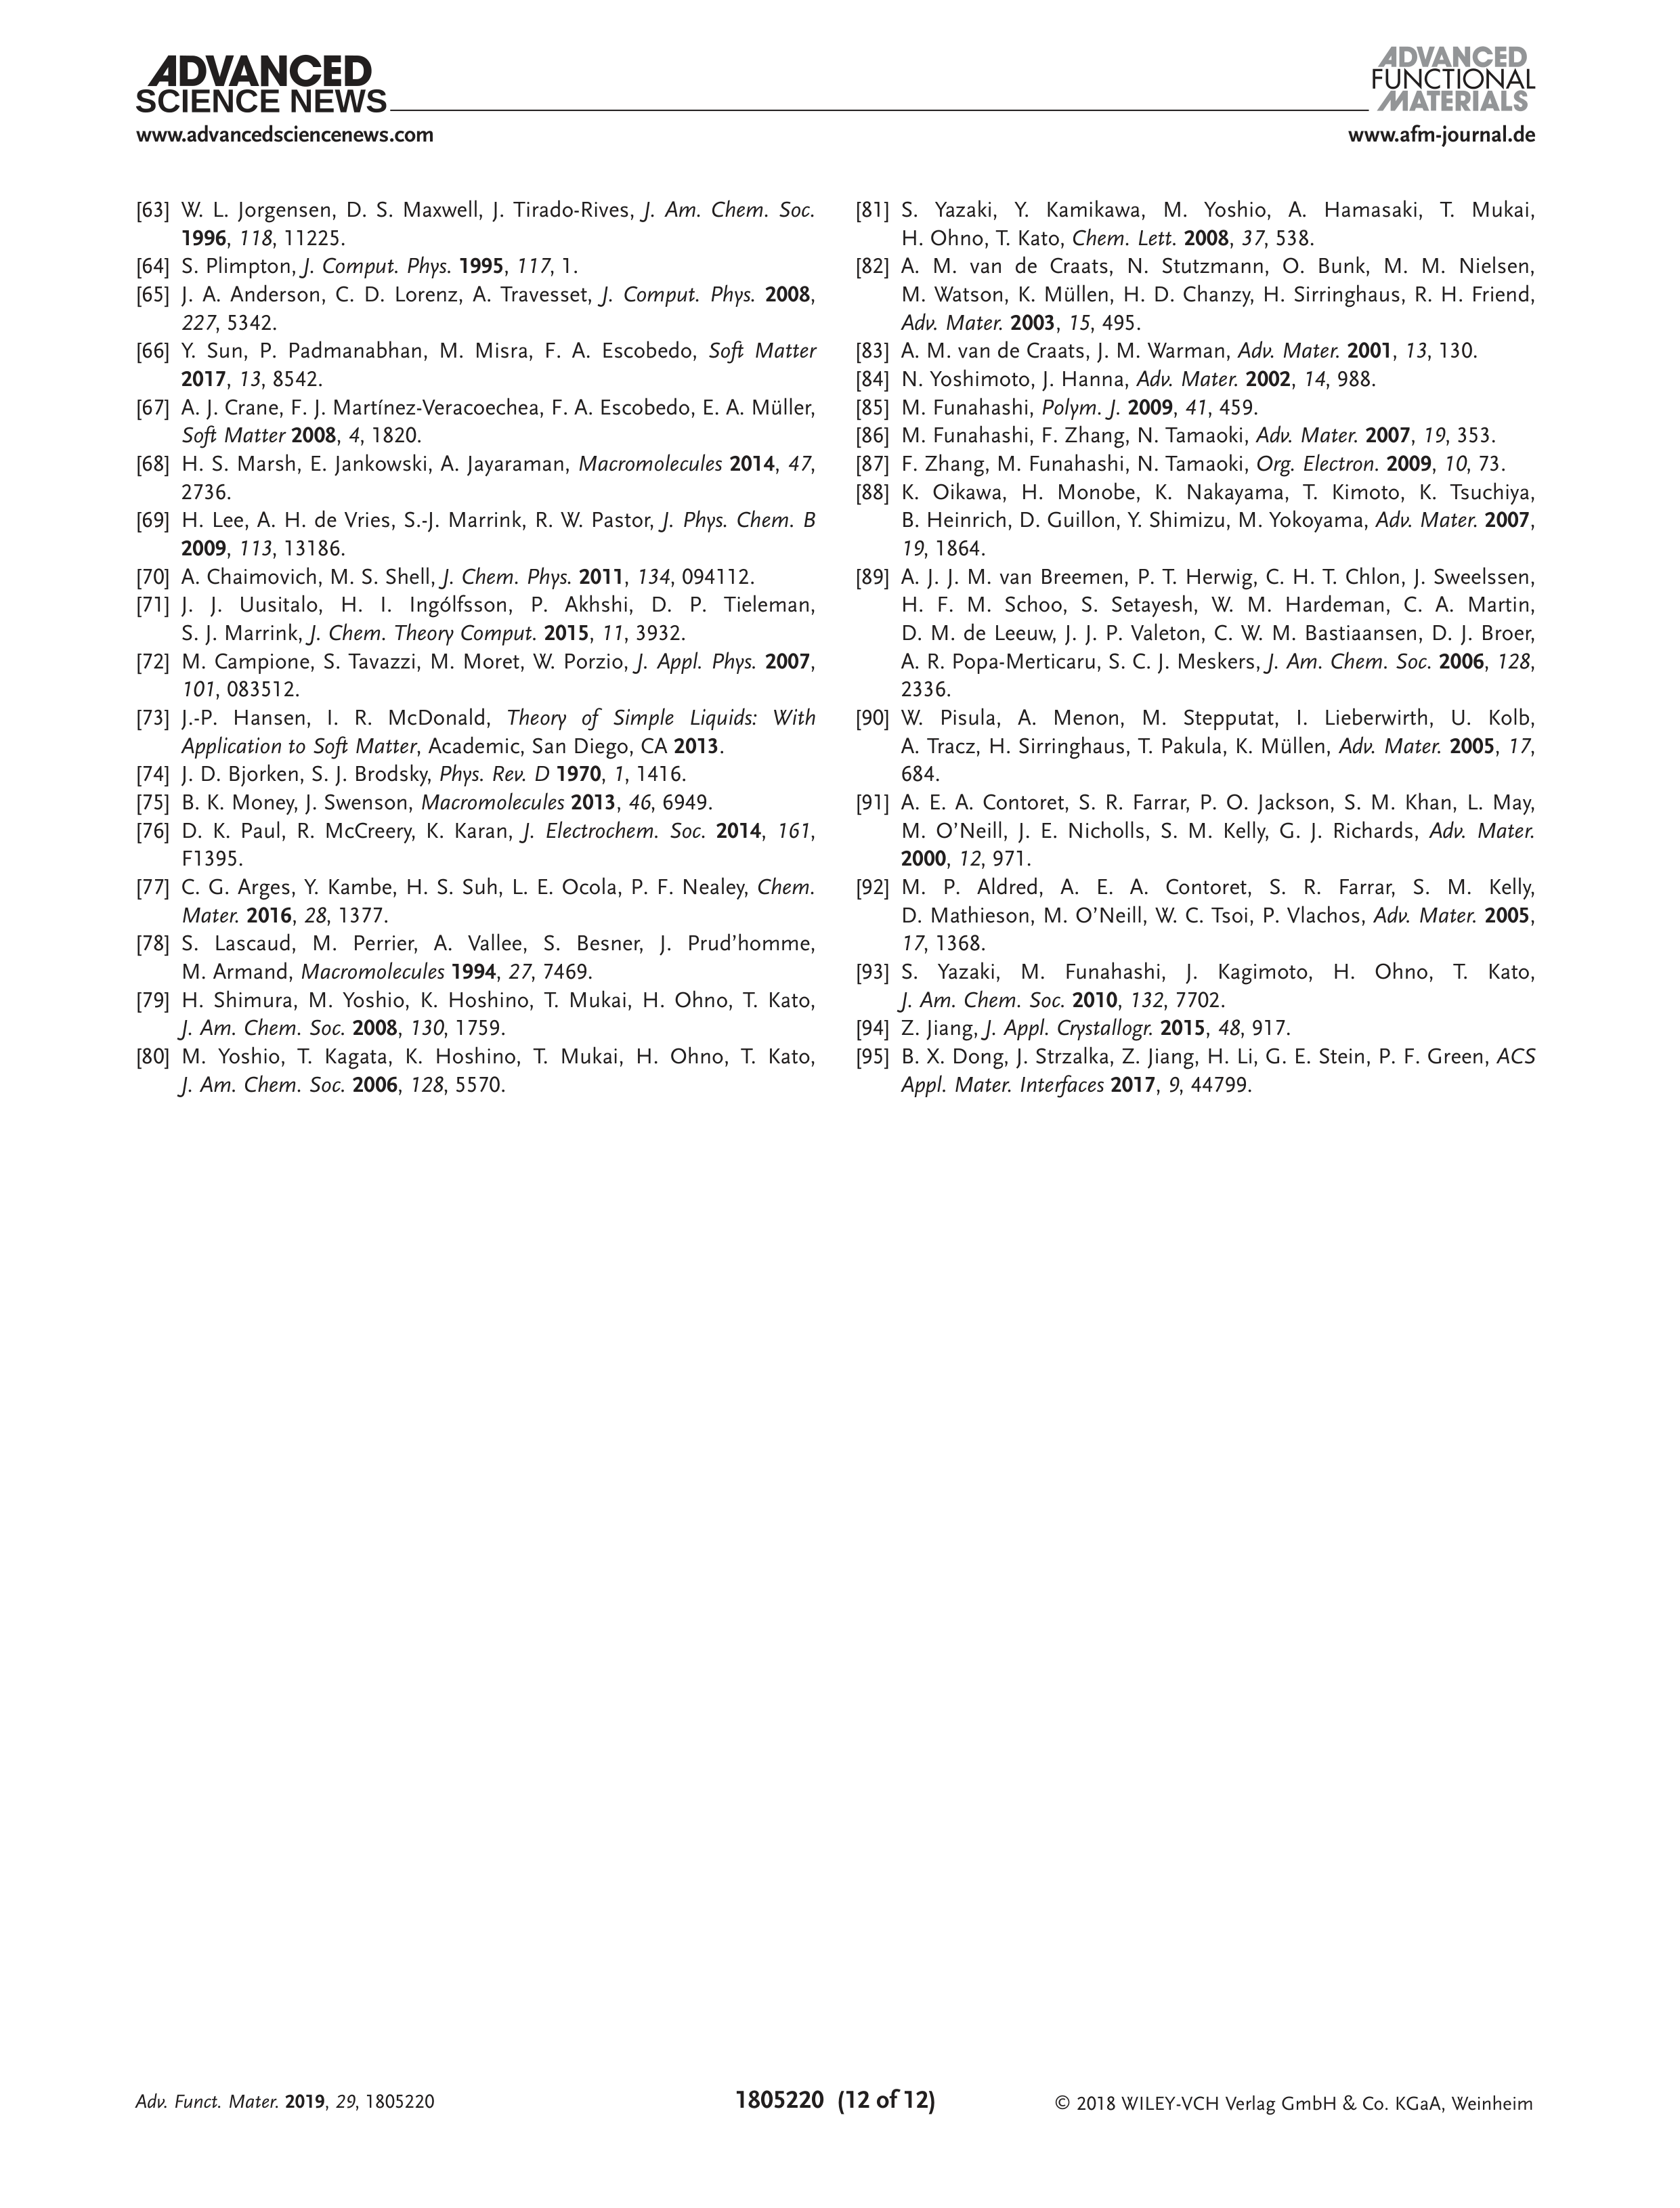 ADVANCED
SCIENCE NEWS
www.advancedsciencenews.com
ADVANCED
FUNCTIONAL
MATERIALS
www.afm-journal.de
[63] W. L. Jorgensen, D. S. Maxwell, J. Tirado-Rives, J. Am. Chem. Soc.
1996, 118, 11225.
[64] S. Plimpton, J. Comput. Phys. 1995, 117, 1.
[65] J. A. Anderson, C. D. Lorenz, A. Travesset, J. Comput. Phys. 2008,
227, 5342.
[66] Y. Sun, P. Padmanabhan, M. Misra, F. A. Escobedo, Soft Matter
2017, 13, 8542.
[67] A. J. Crane, F. J. Martínez-Veracoechea, F. A. Escobedo, E. A. Müller,
Soft Matter 2008, 4, 1820.
[68] H. S. Marsh, E. Jankowski, A. Jayaraman, Macromolecules 2014, 47,
2736.
[69] H. Lee, A. H. de Vries, S.-J. Marrink, R. W. Pastor, J. Phys. Chem. B
2009, 113, 13186.
[70] A. Chaimovich, M. S. Shell, J. Chem. Phys. 2011, 134, 094112.
[71] J. J. Uusitalo, H. I. Ingólfsson, P. Akhshi, D. P. Tieleman,
S. J. Marrink, J. Chem. Theory Comput. 2015, 11, 3932.
[72] M. Campione, S. Tavazzi, M. Moret, W. Porzio, J. Appl. Phys. 2007,
101, 083512.
[73] J.-P. Hansen, I. R. McDonald, Theory of Simple Liquids: With
Application to Soft Matter, Academic, San Diego, CA 2013.
[74] J. D. Bjorken, S. J. Brodsky, Phys. Rev. D 1970, 1, 1416.
[75] B. K. Money, J. Swenson, Macromolecules 2013, 46, 6949.
[76] D. K. Paul, R. McCreery, K. Karan, J. Electrochem. Soc. 2014, 161,
F1395.
[77] C. G. Arges, Y. Kambe, H. S. Suh, L. E. Ocola, P. F. Nealey, Chem.
Mater. 2016, 28, 1377.
[78] S. Lascaud, M. Perrier, A. Vallee, S. Besner, J. Prud’homme,
M. Armand, Macromolecules 1994, 27, 7469.
[79] H. Shimura, M. Yoshio, K. Hoshino, T. Mukai, H. Ohno, T. Kato,
J. Am. Chem. Soc. 2008, 130, 1759.
[80] M. Yoshio, T. Kagata, K. Hoshino, T. Mukai, H. Ohno, T. Kato,
J. Am. Chem. Soc. 2006, 128, 5570.
[81] S. Yazaki, Y. Kamikawa, M. Yoshio, A. Hamasaki, T. Mukai,
H. Ohno, T. Kato, Chem. Lett. 2008, 37, 538.
[82] A. M. van de Craats, N. Stutzmann, O. Bunk, M. M. Nielsen,
M. Watson, K. Müllen, H. D. Chanzy, H. Sirringhaus, R. H. Friend,
Adv. Mater. 2003, 15, 495.
[83] A. M. van de Craats, J. M. Warman, Adv. Mater. 2001, 13, 130.
[84] N. Yoshimoto, J. Hanna, Adv. Mater. 2002, 14, 988.
[85] M. Funahashi, Polym. J. 2009, 41, 459.
[86] M. Funahashi, F. Zhang, N. Tamaoki, Adv. Mater. 2007, 19, 353.
[87] F. Zhang, M. Funahashi, N. Tamaoki, Org. Electron. 2009, 10, 73.
[88] K. Oikawa, H. Monobe, K. Nakayama, T. Kimoto, K. Tsuchiya,
B. Heinrich, D. Guillon, Y. Shimizu, M. Yokoyama, Adv. Mater. 2007,
19, 1864.
[89] A. J. J. M. van Breemen, P. T. Herwig, C. H. T. Chlon, J. Sweelssen,
H. F. M. Schoo, S. Setayesh, W. M. Hardeman, C. A. Martin,
D. M. de Leeuw, J. J. P. Valeton, C. W. M. Bastiaansen, D. J. Broer,
A. R. Popa-Merticaru, S. C. J. Meskers, J. Am. Chem. Soc. 2006, 128,
2336.
[90] W. Pisula, A. Menon, M. Stepputat, I. Lieberwirth, U. Kolb,
A. Tracz, H. Sirringhaus, T. Pakula, K. Müllen, Adv. Mater. 2005, 17,
684.
[91] A. E. A. Contoret, S. R. Farrar, P. O. Jackson, S. M. Khan, L. May,
M. O’Neill, J. E. Nicholls, S. M. Kelly, G. J. Richards, Adv. Mater.
2000, 12, 971.
[92] M. P. Aldred, A. E. A. Contoret, S. R. Farrar, S. M. Kelly,
D. Mathieson, M. O’Neill, W. C. Tsoi, P. Vlachos, Adv. Mater. 2005,
17, 1368.
[93] S. Yazaki, M. Funahashi, J. Kagimoto, H. Ohno, T. Kato,
J. Am. Chem. Soc. 2010, 132, 7702.
[94] Z. Jiang, J. Appl. Crystallogr. 2015, 48, 917.
[95] B. X. Dong, J. Strzalka, Z. Jiang, H. Li, G. E. Stein, P. F. Green, ACS
Appl. Mater. Interfaces 2017, 9, 44799.
Adv. Funct. Mater. 2019, 29, 1805220
1805220 (12 of 12)
© 2018 WILEY-VCH Verlag GmbH & Co. KGaA, Weinheim